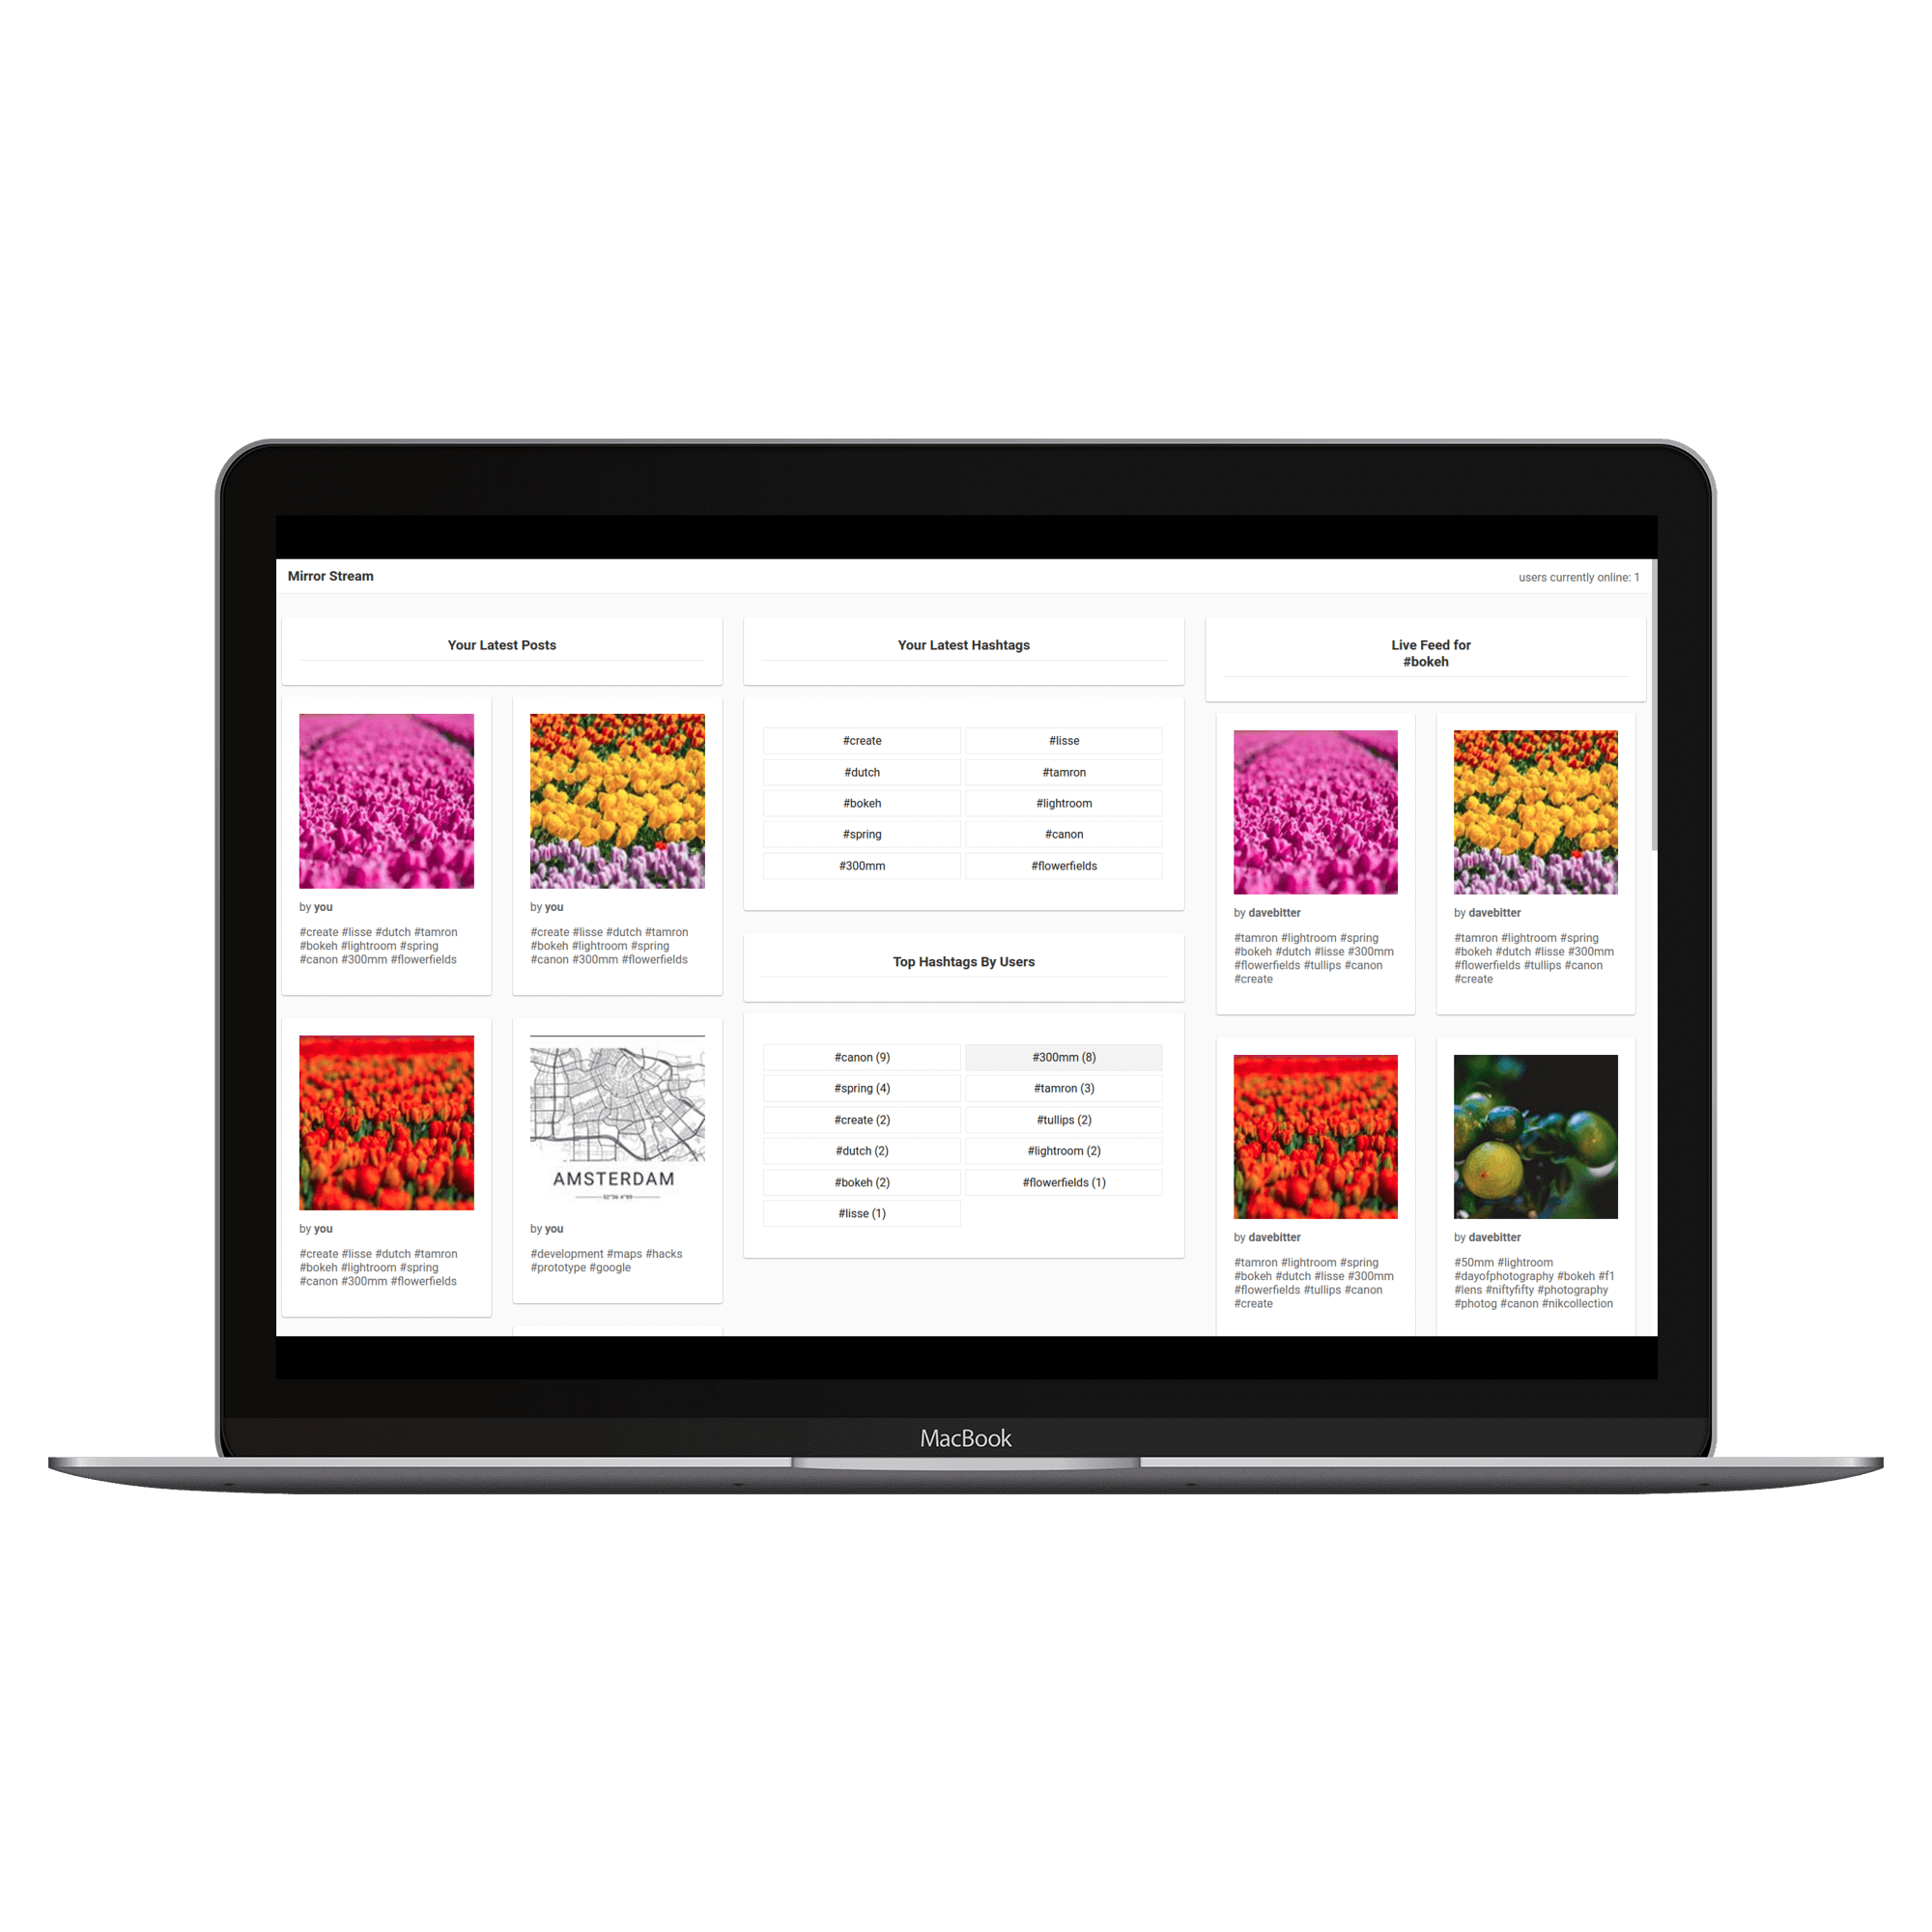 Mirror Stream
users currently online: 1
Your Latest Posts
by you
#create #lisse #dutch #tamron
#bokeh #lightroom #spring
#canon #300mm #flowerfields
by you
#create #lisse #dutch #tamron
#bokeh #lightroom #spring
#canon #300mm #flowerfields
by you
#create #lisse #dutch #tamron
#bokeh #lightroom #spring
#canon #300mm #flowerfields
AMSTERDAM
by you
#development #maps #hacks
#prototype #google
Your Latest Hashtags
#create
#lisse
#dutch
#tamron
#bokeh
#lightroom
#spring
#canon
#300mm
#flowerfields
Top Hashtags By Users
#canon (9)
#300mm (8)
#spring (4)
#tamron (3)
#create (2)
#tullips (2)
#dutch (2)
#lightroom (2)
#bokeh (2)
#flowerfields (1)
#lisse (1)
Live Feed for
#bokeh
by davebitter
#tamron #lightroom #spring
#bokeh #dutch #lisse #300mm
#flowerfields #tullips #canon
#create
by davebitter
#tamron #lightroom #spring
#bokeh #dutch #lisse #300mm
#flowerfields #tullips #canon
#create
by davebitter
#tamron #lightroom #spring
#bokeh #dutch #lisse #300mm
#flowerfields #tullips #canon
#create
by davebitter
#50mm #lightroom
#dayofphotography #bokeh #f1
#lens #niftyfifty #photography
#photog #canon #nikcollection
MacBook